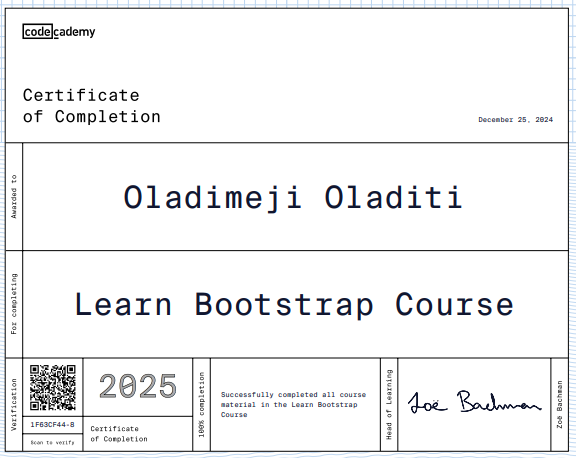 codecademy
Certificate
of Completion
December 25, 2024
Awarded to
Oladimeji Oladiti
For completing
Learn Bootstrap Course
Verification
1F63CF44-8
Scan to verify
2025
Certificate
of Completion
100% completion
Successfully completed all course
material in the Learn Bootstrap
Course
Head of Learning
Zoë Bachman
Zoë Bachman